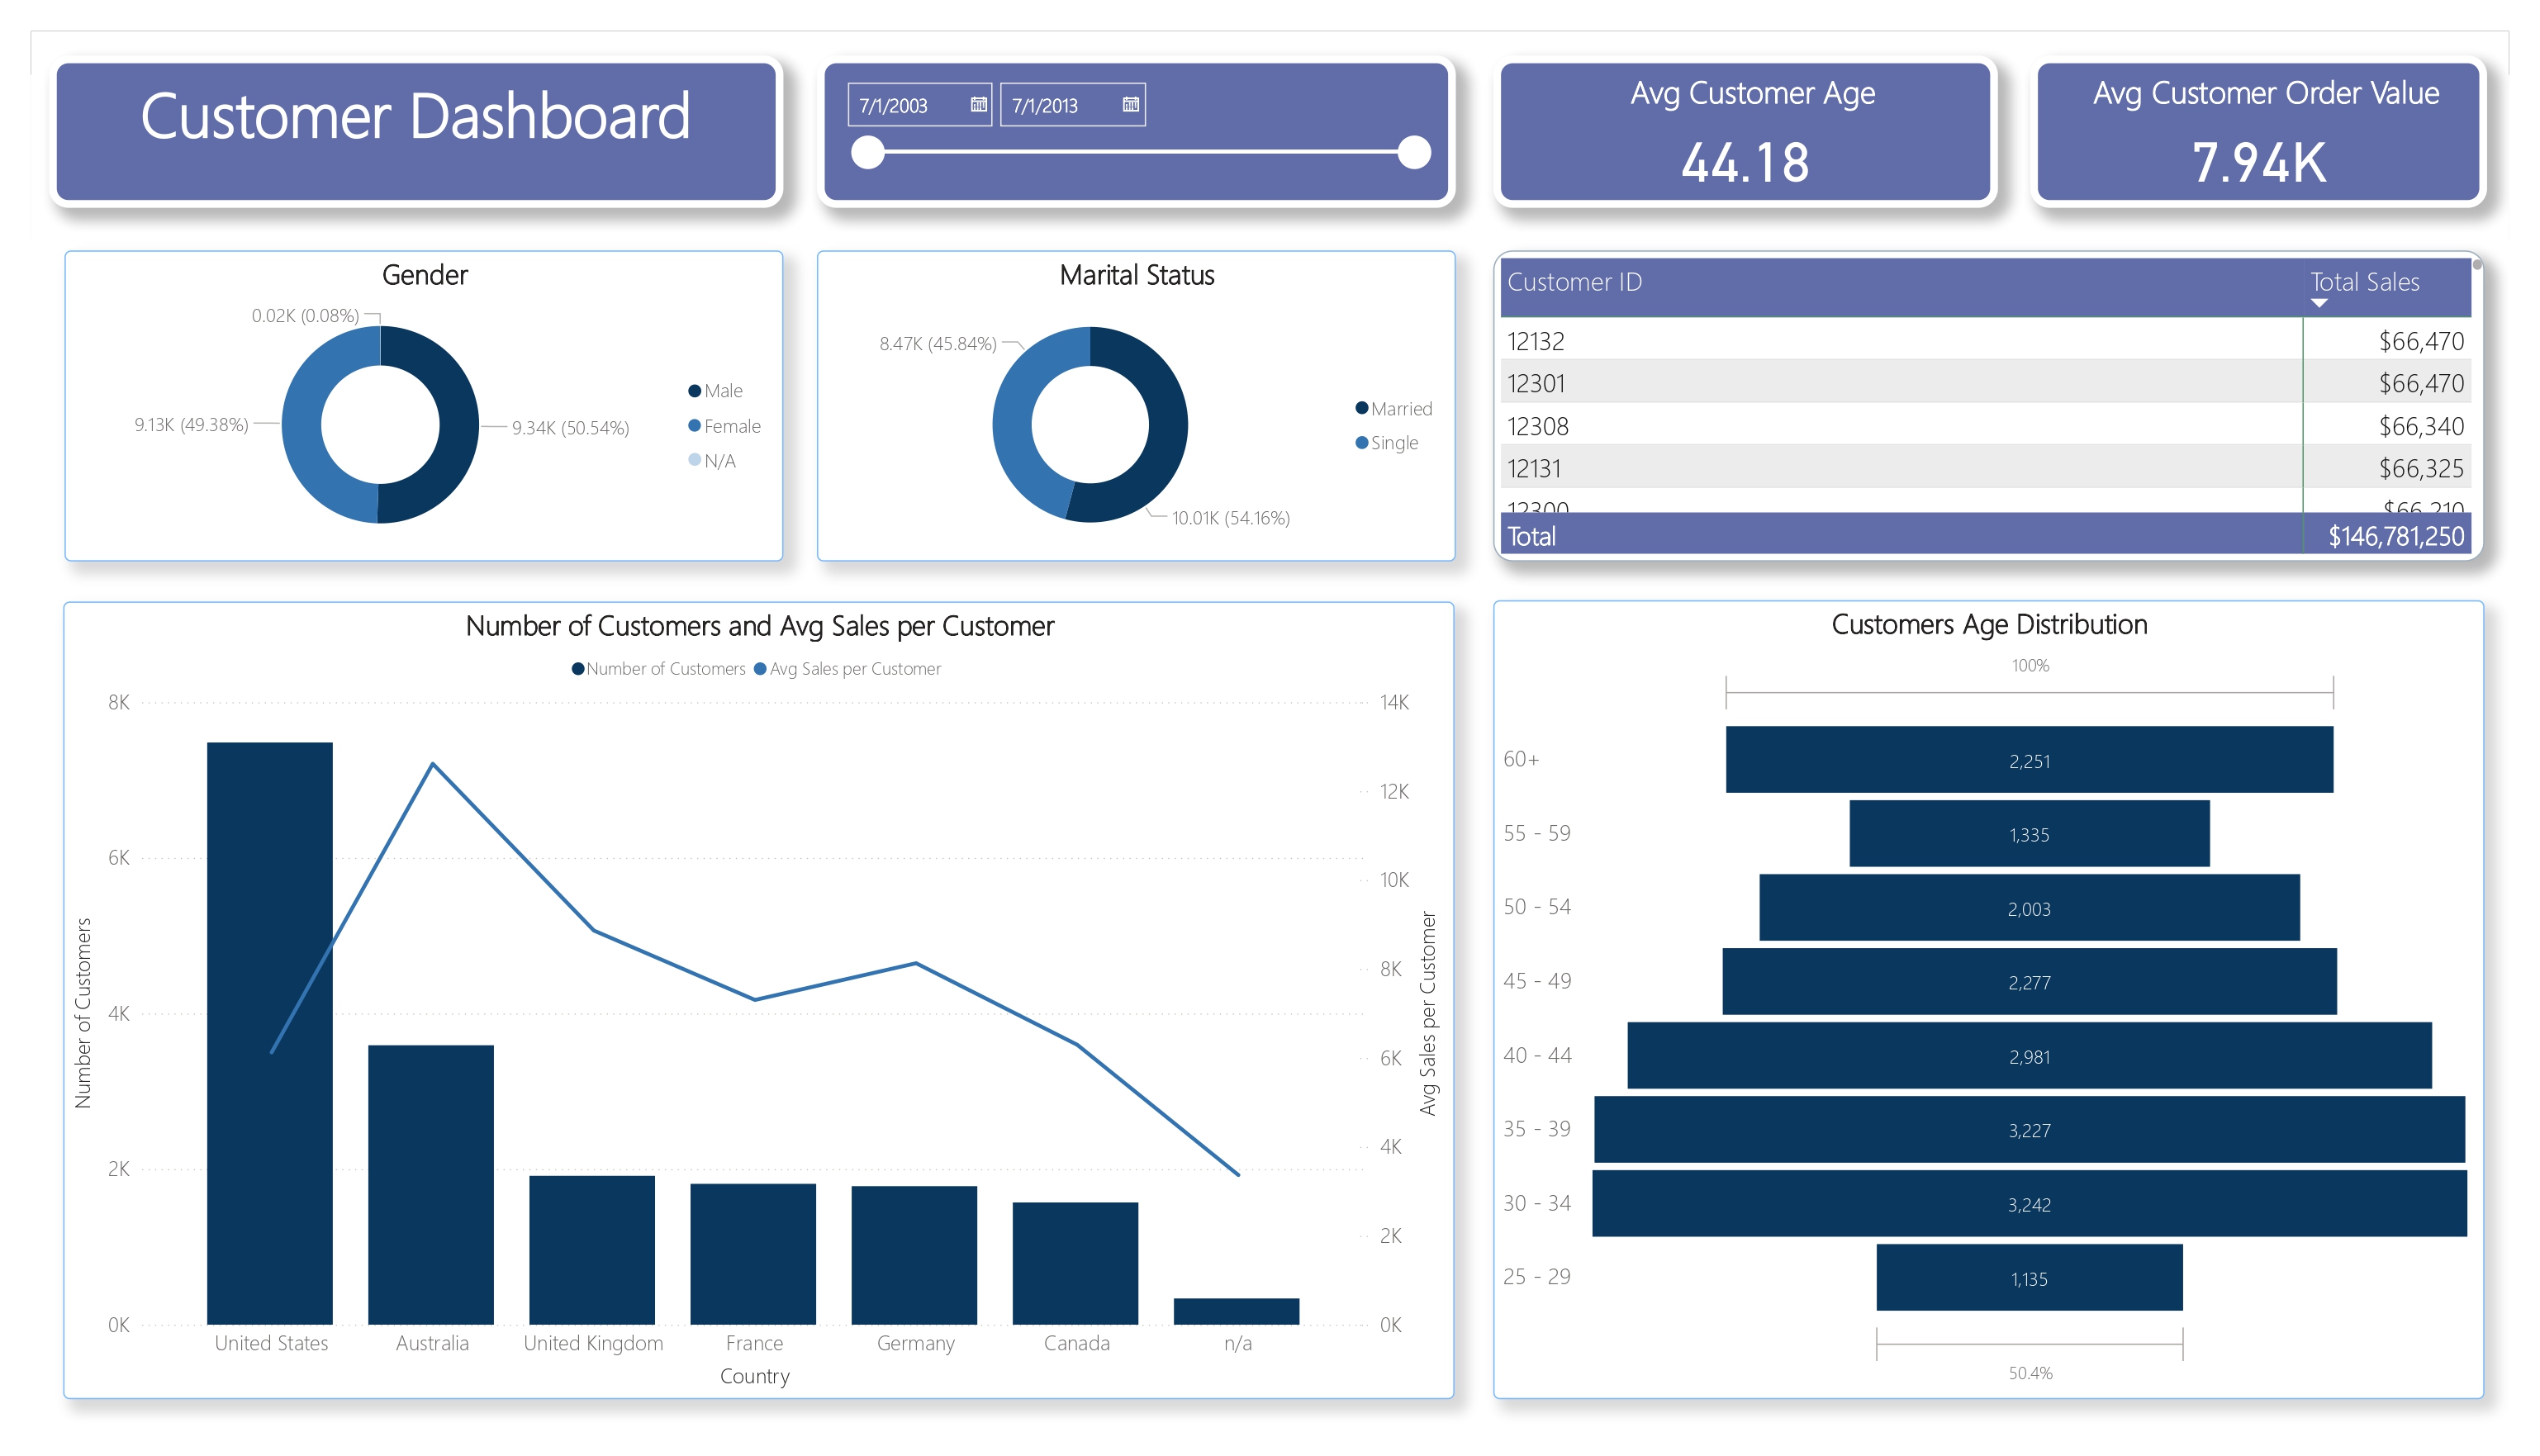 Customer Dashboard
7/1/2003
7/1/2013
Avg Customer Age
44.18
Avg Customer Order Value
7.94K
Gender
0.02K (0.08%)
9.13K (49.38%)
9.34K (50.54%)
Male
Female
N/A
Marital Status
8.47K (45.84%)
10.01K (54.16%)
Married
Single
Customer ID Total Sales
12132 $66,470
12301 $66,470
12308 $66,340
12131 $66,325
12300 $66,210
Total $146,781,250
Number of Customers and Avg Sales per Customer
Number of Customers Avg Sales per Customer
8K
6K
4K
2K
0K
Number of Customers
14K
12K
10K
8K
6K
4K
2K
0K
Avg Sales per Customer
United States Australia United Kingdom France Germany Canada n/a
Country
Customers Age Distribution
100%
60+ 2,251
55 - 59 1,335
50 - 54 2,003
45 - 49 2,277
40 - 44 2,981
35 - 39 3,227
30 - 34 3,242
25 - 29 1,135
50.4%